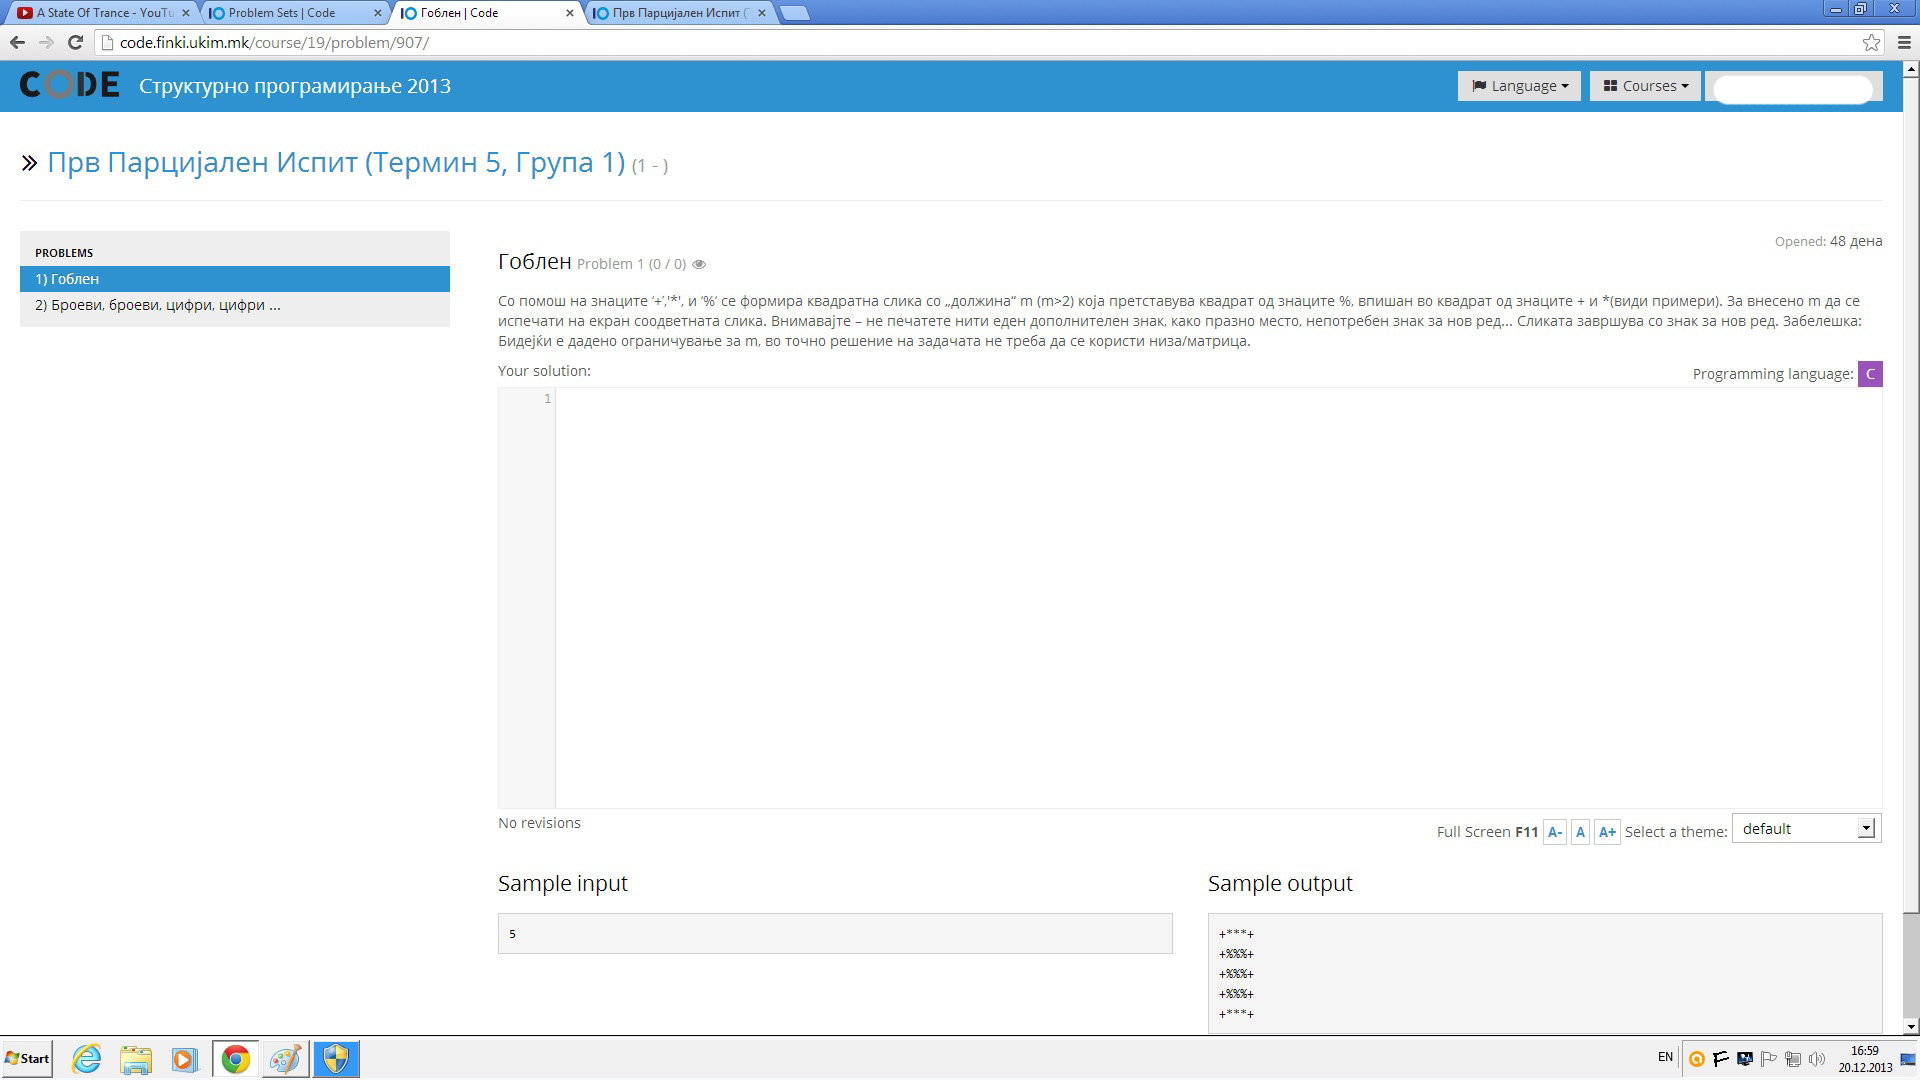 A State Of Trance - YouTu
Problem Sets | Code
Гоблен | Code
Прв Парцијален Испит (
code.finki.ukim.mk/course/19/problem/907/
CODE Структурно програмирање 2013
Language
Courses
» Прв Парцијален Испит (Термин 5, Група 1) (1 - )
PROBLEMS
1) Гоблен
2) Броеви, броеви, цифри, цифри ...
Opened: 48 дена
Гоблен Problem 1 (0 / 0)
Со помош на знаците ‘+’,'*', и ‘%’ се формира квадратна слика со „должина“ m (m>2) која претставува квадрат од знаците %, впишан во квадрат од знаците + и *(види примери). За внесено m да се
испечати на екран соодветната слика. Внимавајте – не печатете нити еден дополнителен знак, како празно место, непотребен знак за нов ред... Сликата завршува со знак за нов ред. Забелешка:
Бидејќи е дадено ограничување за m, во точно решение на задачата не треба да се користи низа/матрица.
Your solution:
Programming language: C
1
No revisions
Full Screen F11 A- A A+ Select a theme: default
Sample input
Sample output
5
+***+
+%%%+
+%%%+
+%%%+
+***+
Start
EN
16:59
20.12.2013